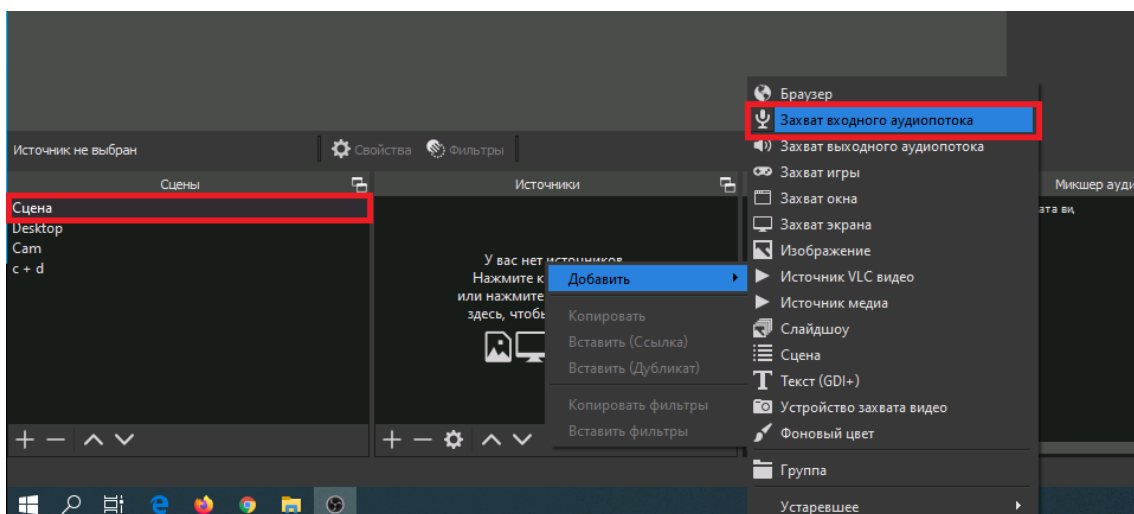 Источник не выбран
Свойства
Фильтры
Сцены
Сцена
Desktop
Cam
c + d
Источники
У вас нет источников
Нажмите к
или нажмите
здесь, чтобы
Добавить
Копировать
Вставить (Ссылка)
Вставить (Дубликат)
Копировать фильтры
Вставить фильтры
Браузер
Захват входного аудиопотока
Захват выходного аудиопотока
Захват игры
Захват окна
Захват экрана
Изображение
Источник VLC видео
Источник медиа
Слайдшоу
Сцена
Текст (GDI+)
Устройство захвата видео
Фоновый цвет
Группа
Устаревшее
Микшер ауди
ата ви